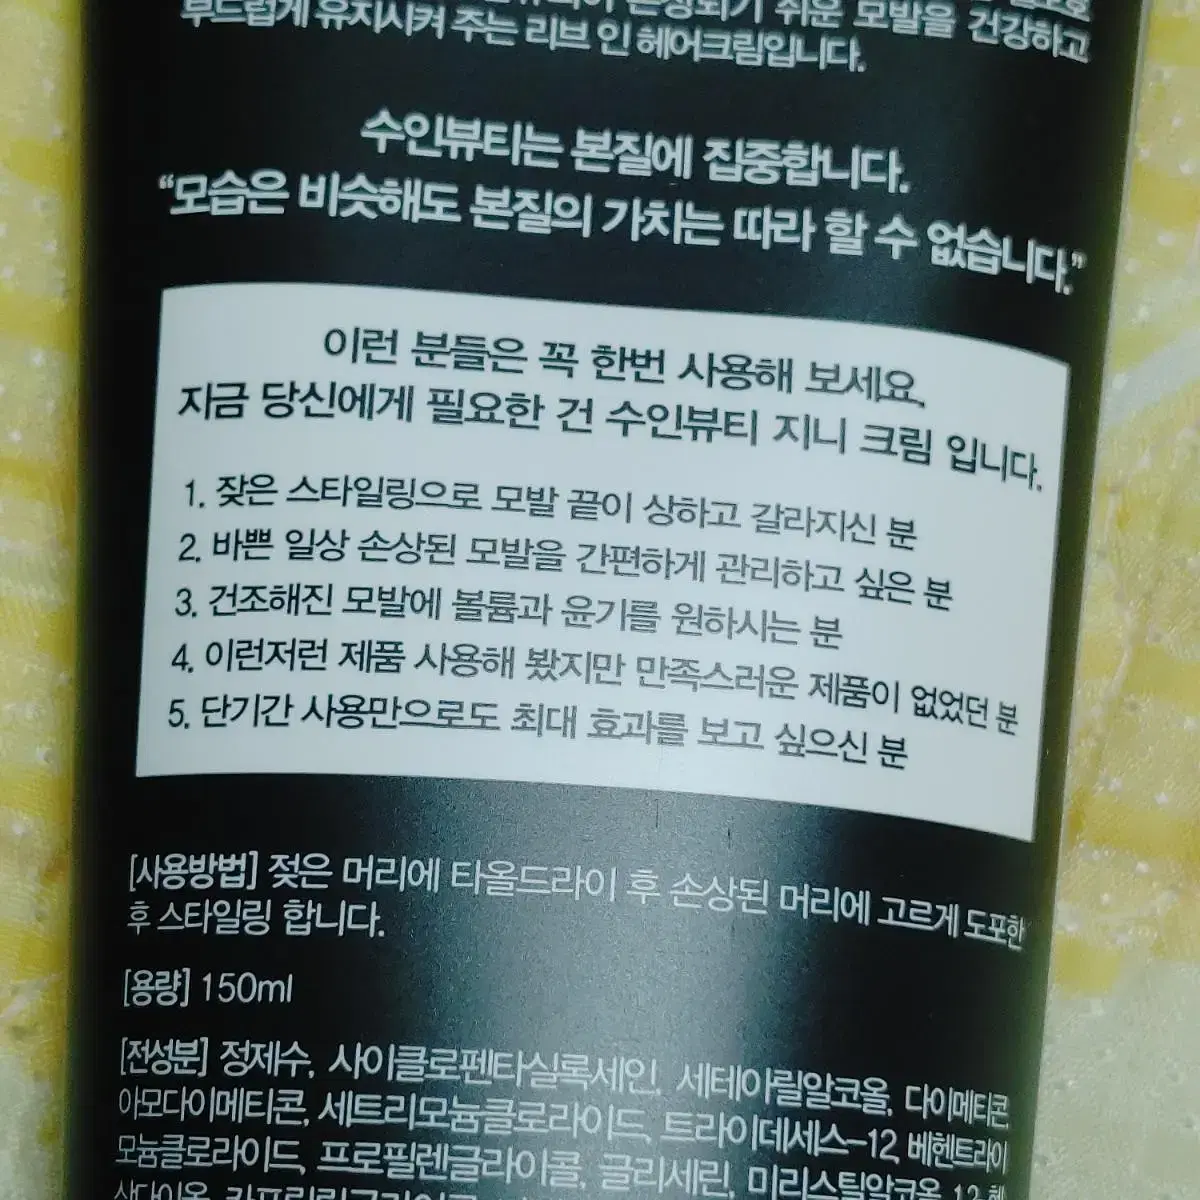 손상되기 쉬운 모발을 건강하고
부드럽게 유지시켜 주는 리브 인 헤어크림입니다.
수인뷰티는 본질에 집중합니다.
“모습은 비슷해도 본질의 가치는 따라 할 수 없습니다.”
이런 분들은 꼭 한번 사용해 보세요.
지금 당신에게 필요한 건 수인뷰티 지니 크림 입니다.
1. 잦은 스타일링으로 모발 끝이 상하고 갈라지신 분
2. 바쁜 일상 손상된 모발을 간편하게 관리하고 싶은 분
3. 건조해진 모발에 볼륨과 윤기를 원하시는 분
4. 이런저런 제품 사용해 봤지만 만족스러운 제품이 없었던 분
5. 단기간 사용만으로도 최대 효과를 보고 싶으신 분
[사용방법] 젖은 머리에 타올드라이 후 손상된 머리에 고르게 도포한
후 스타일링 합니다.
[용량] 150ml
[전성분] 정제수, 사이클로펜타실록세인, 세테아릴알코올, 다이메티콘,
아모다이메티콘, 세트리모늄클로라이드, 트라이데세스-12, 베헨트라이
모늄클로라이드, 프로필렌글라이콜, 글리세린, 미리스틸알코올,